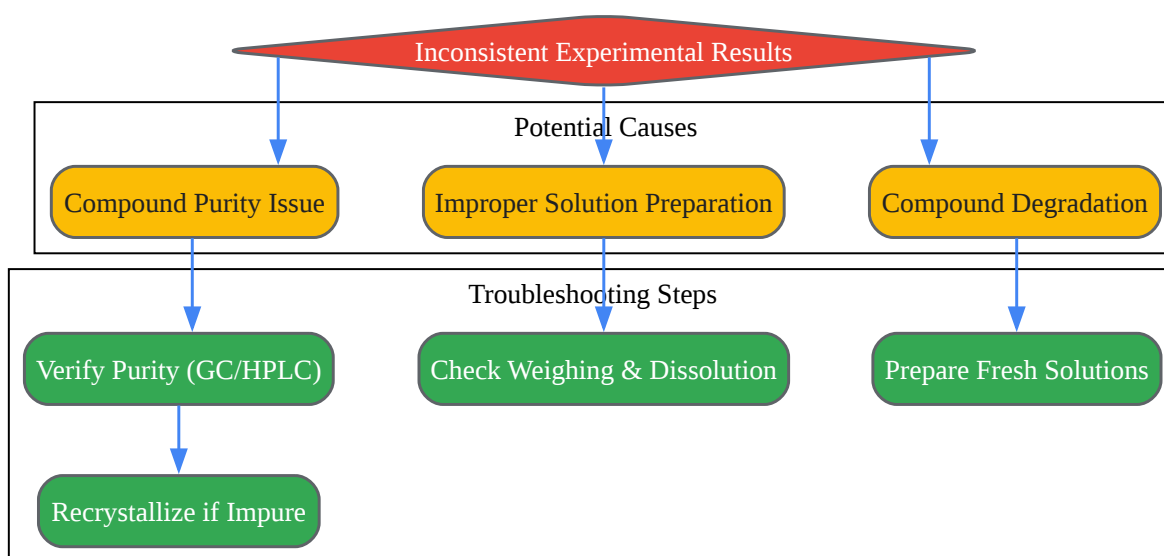 Inconsistent Experimental Results
Potential Causes
Compound Purity Issue
Improper Solution Preparation
Compound Degradation
Troubleshooting Steps
Verify Purity (GC/HPLC)
Check Weighing & Dissolution
Prepare Fresh Solutions
Recrystallize if Impure